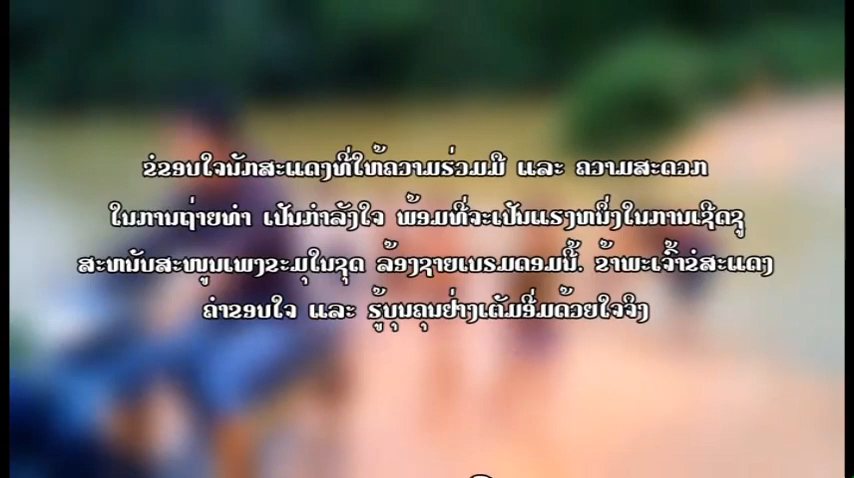 ຂໍຂອບໃຈນັກສະແດງທີ່ໃຫ້ຄວາມຮ່ວມມື ແລະ ຄວາມສະດວກ
ໃນການຖ່າຍທຳ ເປັນກຳລັງໃຈ ພ້ອມທີ່ຈະເປັນແຮງຫນຶ່ງໃນການເຊີດຊູ
ສະຫນັບສະໜູນເພງຂະມຸໃນຊຸດ ລ້ອງຊາຍເບຣມດອມນີ້. ຂ້າພະເຈົ້າຂໍສະແດງ
ຄຳຂອບໃຈ ແລະ ຮູ້ບຸນຄຸນຢ່າງເຕັມອີ່ມດ້ວຍໃຈຈິງ